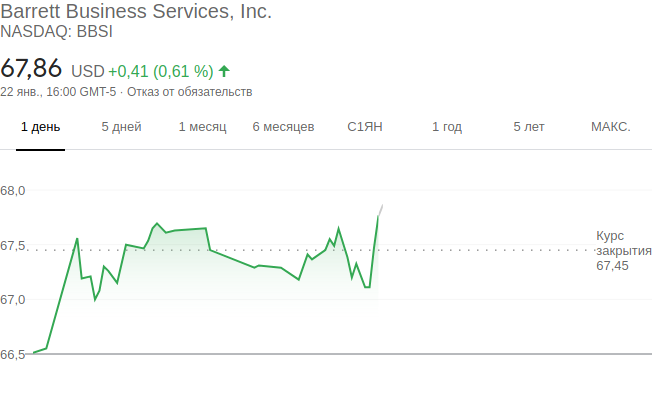 Barrett Business Services, Inc.
NASDAQ: BBSI
67,86 USD +0,41 (0,61 %)
22 янв., 16:00 GMT-5 · Отказ от обязательств
1 день 5 дней 1 месяц 6 месяцев С1ЯН 1 год 5 лет МАКС.
68,0
67,5
67,0
66,5
Курс
закрытия
67,45